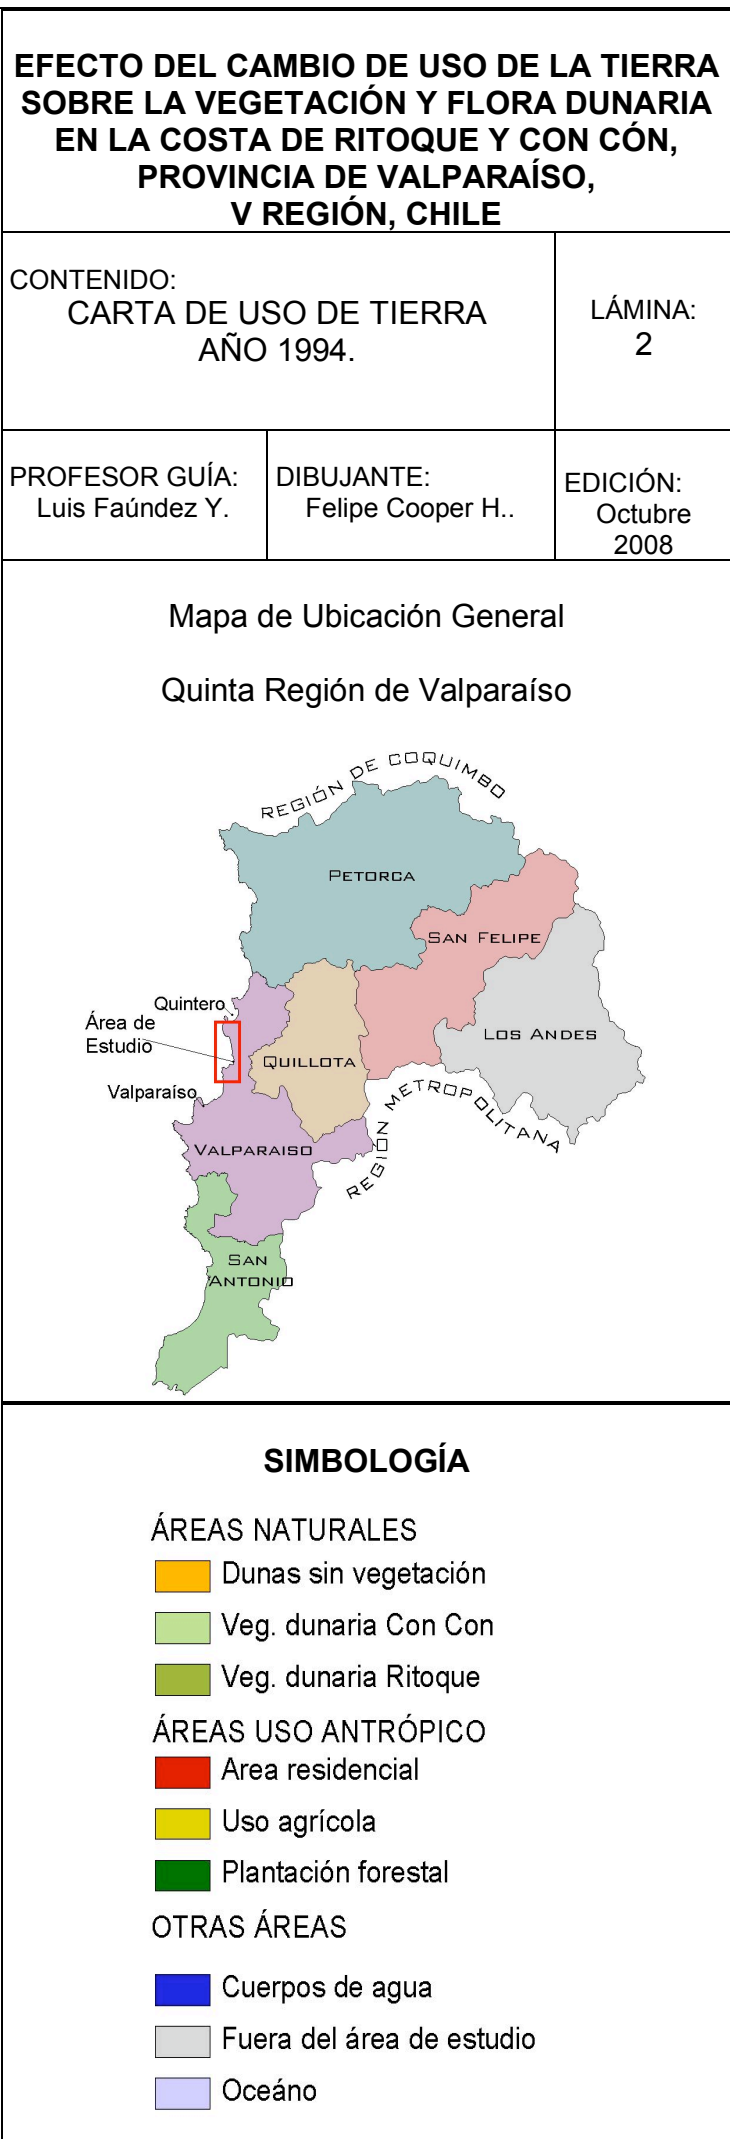 EFECTO DEL CAMBIO DE USO DE LA TIERRA
SOBRE LA VEGETACIÓN Y FLORA DUNARIA
EN LA COSTA DE RITOQUE Y CON CÓN,
PROVINCIA DE VALPARAÍSO,
V REGIÓN, CHILE
CONTENIDO:
CARTA DE USO DE TIERRA
AÑO 1994.
LÁMINA:
2
PROFESOR GUÍA:
Luis Faúndez Y.
DIBUJANTE:
Felipe Cooper H..
EDICIÓN:
Octubre
2008
Mapa de Ubicación General
Quinta Región de Valparaíso
REGIÓN DE COQUIMBO
PETORCA
SAN FELIPE
LOS ANDES
Quintero
Área de
Estudio
QUILLOTA
Valparaíso
VALPARAISO
REGIÓN METROPOLITANA
SAN
ANTONIO
SIMBOLOGÍA
ÁREAS NATURALES
Dunas sin vegetación
Veg. dunaria Con Con
Veg. dunaria Ritoque
ÁREAS USO ANTRÓPICO
Area residencial
Uso agrícola
Plantación forestal
OTRAS ÁREAS
Cuerpos de agua
Fuera del área de estudio
Oceáno